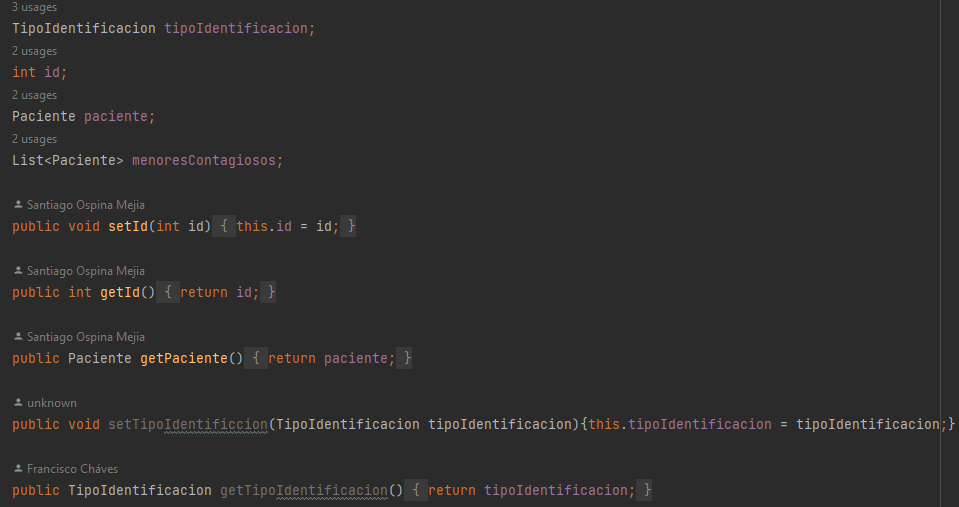 3 usages
TipoIdentificacion tipoIdentificacion;
2 usages
int id;
2 usages
Paciente paciente;
2 usages
List<Paciente> menoresContagiosos;
Santiago Ospina Mejia
public void setId(int id) { this.id = id; }
Santiago Ospina Mejia
public int getId() { return id; }
Santiago Ospina Mejia
public Paciente getPaciente() { return paciente; }
unknown
public void setTipoIdentificcion(TipoIdentificacion tipoIdentificacion){this.tipoIdentificacion = tipoIdentificacion;}
Francisco Cháves
public TipoIdentificacion getTipoIdentificacion() { return tipoIdentificacion; }